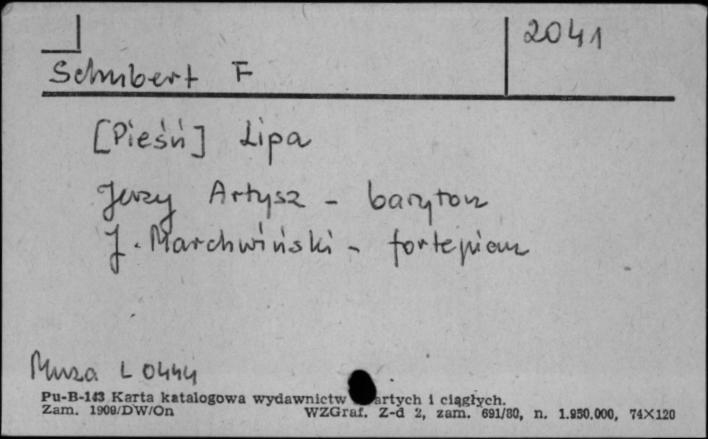 2041
Schubert F
[Pieśń] Lipa
Jerzy Artysz - baryton
J. Marchwiński - fortepian
Muza L 0444
Pu-B-143 Karta katalogowa wydawnictw artych i ciągłych.
Zam. 1909/DW/On WZGraf. Z-d 2, zam. 691/80, n. 1.950.000, 74X120